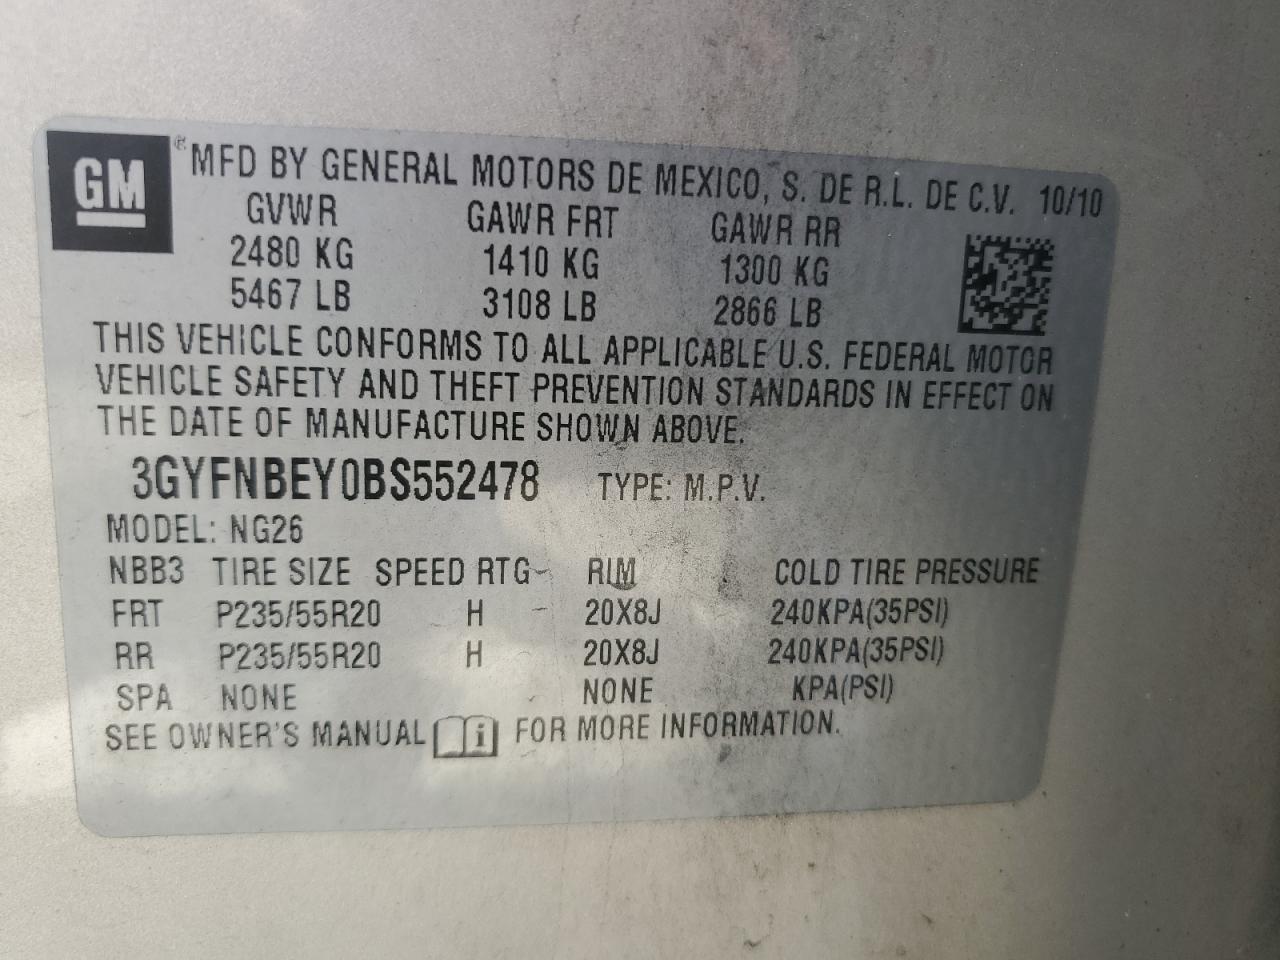 GM ® MFD BY GENERAL MOTORS DE MEXICO, S. DE R.L. DE C.V. 10/10
GVWR GAWR FRT GAWR RR
2480 KG 1410 KG 1300 KG
5467 LB 3108 LB 2866 LB
THIS VEHICLE CONFORMS TO ALL APPLICABLE U.S. FEDERAL MOTOR
VEHICLE SAFETY AND THEFT PREVENTION STANDARDS IN EFFECT ON
THE DATE OF MANUFACTURE SHOWN ABOVE.
3GYFNBEY0BS552478 TYPE: M.P.V.
MODEL: NG26
NBB3 TIRE SIZE SPEED RTG RIM COLD TIRE PRESSURE
FRT P235/55R20 H 20X8J 240KPA(35PSI)
RR P235/55R20 H 20X8J 240KPA(35PSI)
SPA NONE NONE KPA(PSI)
SEE OWNER'S MANUAL i FOR MORE INFORMATION.